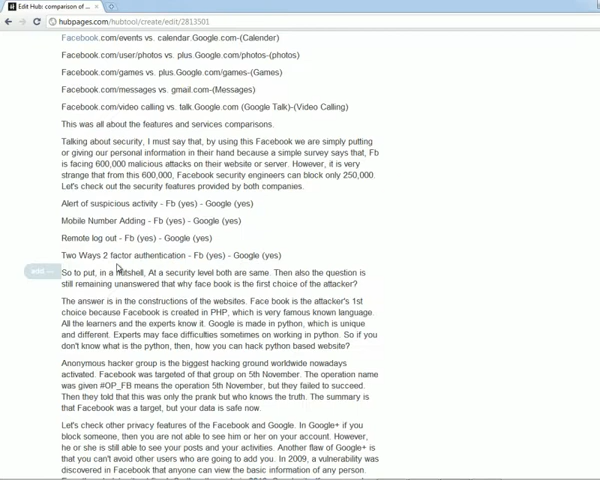 Edit Hub: comparison of ...
hubpages.com/hubtool/create/edit/2813501
Facebook.com/events vs. calendar.Google.com-(Calender)
Facebook.com/user/photos vs. plus.Google.com/photos-(photos)
Facebook.com/games vs. plus.Google.com/games-(Games)
Facebook.com/messages vs. gmail.com-(Messages)
Facebook.com/video calling vs. talk.Google.com (Google Talk)-(Video Calling)
This was all about the features and services comparisons.
Talking about security, I must say that, by using this Facebook we are simply putting
or giving our personal information in their hand because a simple survey says that, Fb
is facing 600,000 malicious attacks on their website or server. However, it is very
strange that from this 600,000, Facebook security engineers can block only 250,000.
Let's check out the security features provided by both companies.
Alert of suspicious activity - Fb (yes) - Google (yes)
Mobile Number Adding - Fb (yes) - Google (yes)
Remote log out - Fb (yes) - Google (yes)
Two Ways 2 factor authentication - Fb (yes) - Google (yes)
add
So to put, in a nutshell, At a security level both are same. Then also the question is
still remaining unanswered that why face book is the first choice of the attacker?
The answer is in the constructions of the websites. Face book is the attacker's 1st
choice because Facebook is created in PHP, which is very famous known language.
All the learners and the experts know it. Google is made in python, which is unique
and different. Experts may face difficulties sometimes on working in python. So if you
don't know what is the python, then, how you can hack python based website?
Anonymous hacker group is the biggest hacking ground worldwide nowadays
activated. Facebook was targeted of that group on 5th November. The operation name
was given #OP_FB means the operation 5th November, but they failed to succeed.
Then they told that this was only the prank but who knows the truth. The summary is
that Facebook was a target, but your data is safe now.
Let's check other privacy features of the Facebook and Google. In Google+ if you
block someone, then you are not able to see him or her on your account. However,
he or she is still able to see your posts and your activities. Another flaw of Google+ is
that you can't avoid other users who are going to add you. In 2009, a vulnerability was
discovered in Facebook that anyone can view the basic information of any person.